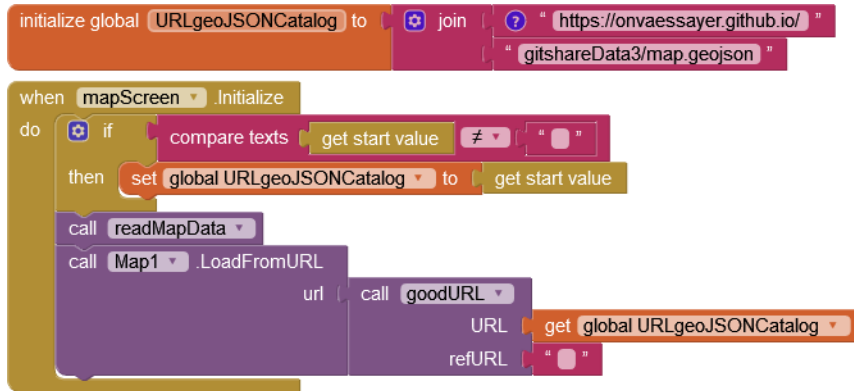 initialize global URLgeoJSONCatalog to join " https://onvaessayer.github.io/ "
" gitshareData3/map.geojson "
when mapScreen .Initialize
do if compare texts get start value ≠ " "
then set global URLgeoJSONCatalog to get start value
call readMapData
call Map1 .LoadFromURL
url call goodURL
URL get global URLgeoJSONCatalog
refURL " "